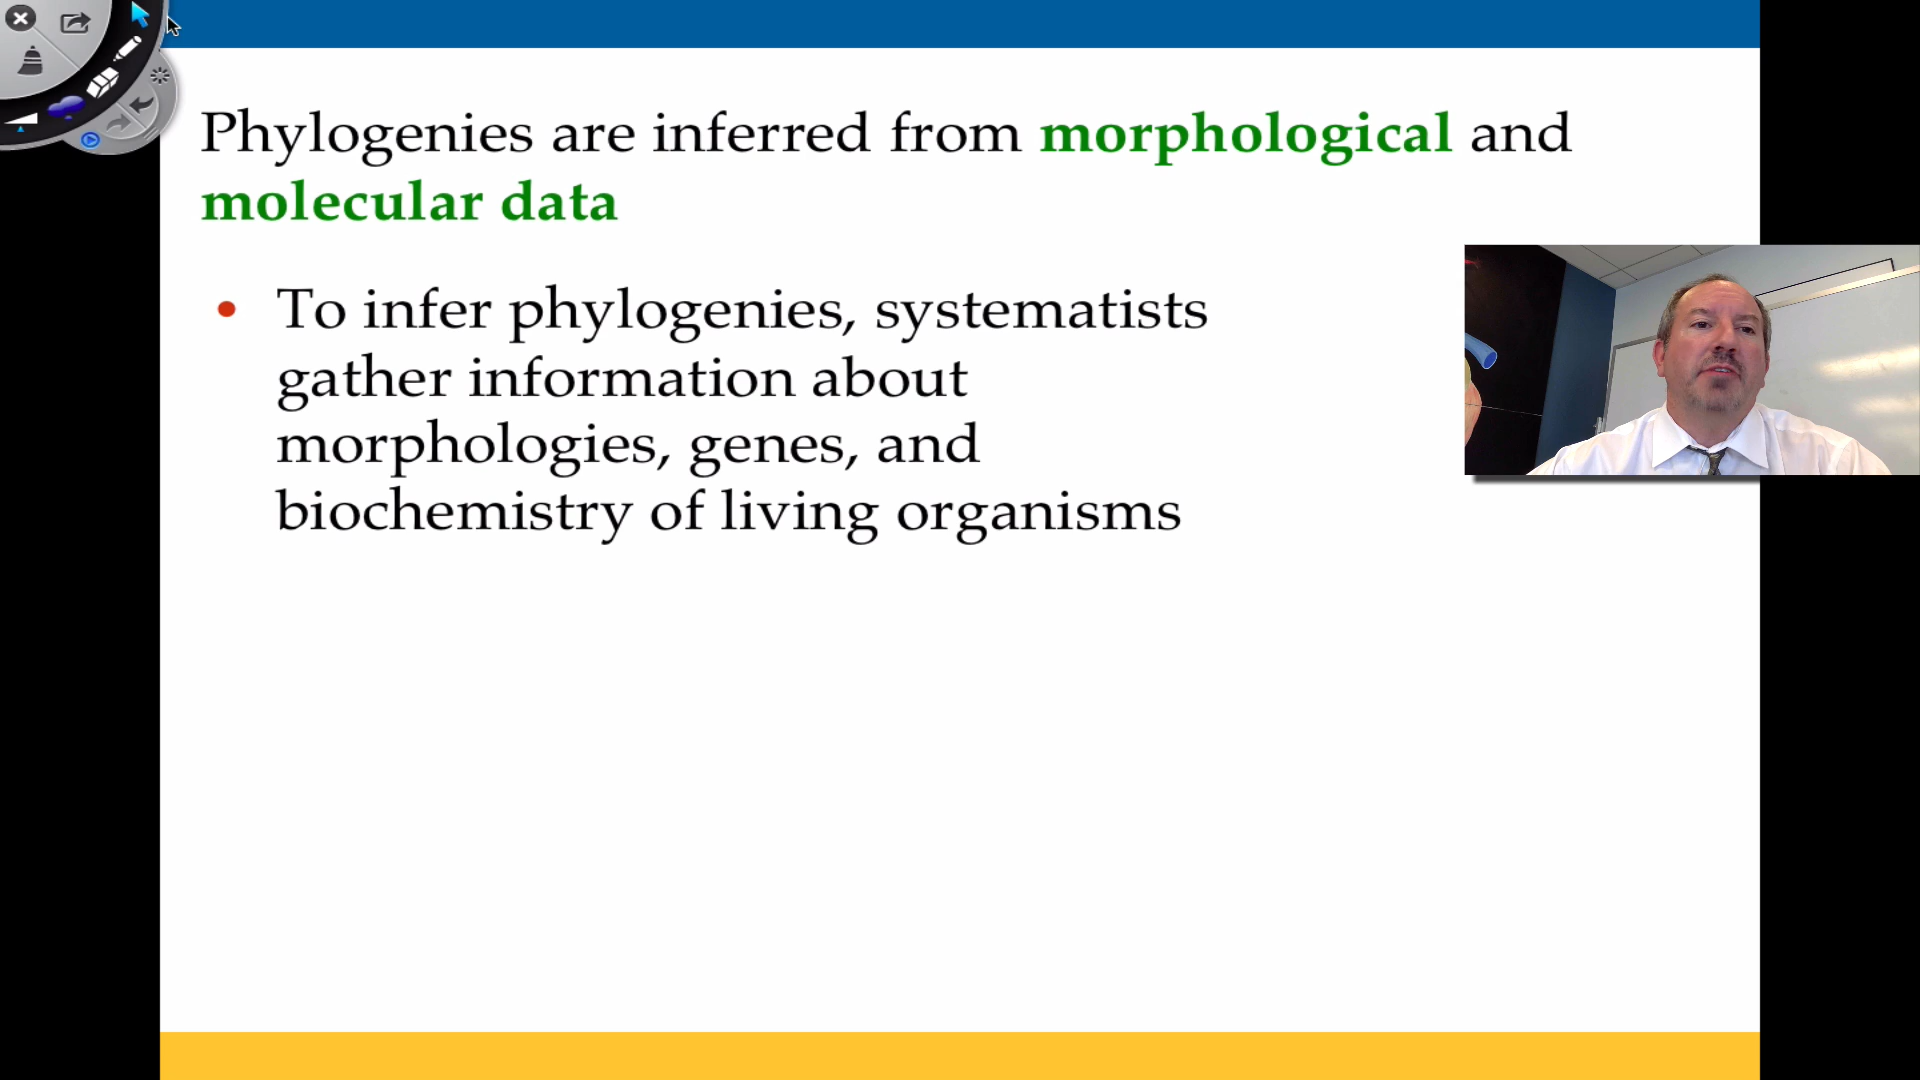 Phylogenies are inferred from morphological and
molecular data
• To infer phylogenies, systematists
gather information about
morphologies, genes, and
biochemistry of living organisms